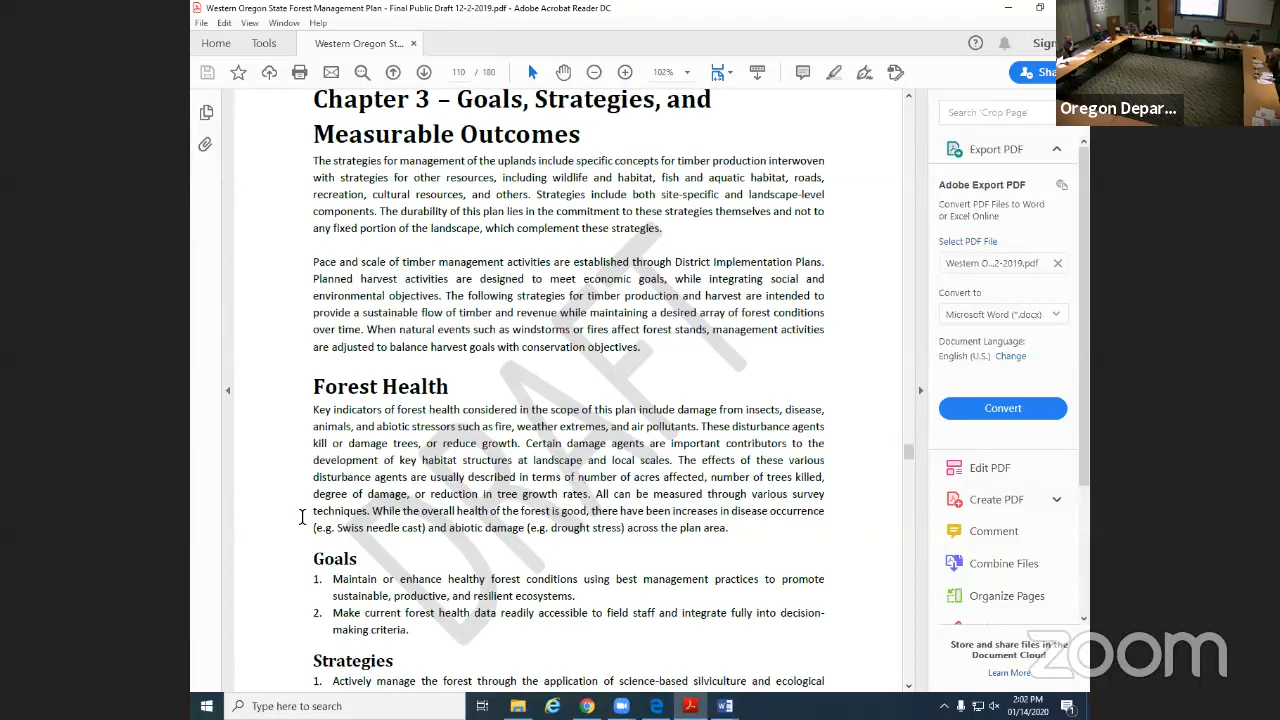 Western Oregon State Forest Management Plan - Final Public Draft 12-2-2019.pdf - Adobe Acrobat Reader DC
File Edit View Window Help
Home Tools Western Oregon St... × Sign
110 / 180 102% Sha
Oregon Depar...
Chapter 3 – Goals, Strategies, and
Measurable Outcomes
The strategies for management of the uplands include specific concepts for timber production interwoven
with strategies for other resources, including wildlife and habitat, fish and aquatic habitat, roads,
recreation, cultural resources, and others. Strategies include both site-specific and landscape-level
components. The durability of this plan lies in the commitment to these strategies themselves and not to
any fixed portion of the landscape, which complement these strategies.
Pace and scale of timber management activities are established through District Implementation Plans.
Planned harvest activities are designed to meet economic goals, while integrating social and
environmental objectives. The following strategies for timber production and harvest are intended to
provide a sustainable flow of timber and revenue while maintaining a desired array of forest conditions
over time. When natural events such as windstorms or fires affect forest stands, management activities
are adjusted to balance harvest goals with conservation objectives.
Forest Health
Key indicators of forest health considered in the scope of this plan include damage from insects, disease,
animals, and abiotic stressors such as fire, weather extremes, and air pollutants. These disturbance agents
kill or damage trees, or reduce growth. Certain damage agents are important contributors to the
development of key habitat structures at landscape and local scales. The effects of these various
disturbance agents are usually described in terms of number of acres affected, number of trees killed,
degree of damage, or reduction in tree growth rates. All can be measured through various survey
techniques. While the overall health of the forest is good, there have been increases in disease occurrence
(e.g. Swiss needle cast) and abiotic damage (e.g. drought stress) across the plan area.
Goals
1. Maintain or enhance healthy forest conditions using best management practices to promote
sustainable, productive, and resilient ecosystems.
2. Make current forest health data readily accessible to field staff and integrate fully into decision-
making criteria.
Strategies
1. Actively manage the forest through the application of science-based silviculture and ecological
DRAFT
Search 'Crop Page'
Export PDF
Adobe Export PDF
Convert PDF Files to Word
or Excel Online
Select PDF File
Western O...2-2019.pdf ×
Convert to
Microsoft Word (*.docx)
Document Language:
English (U.S.) Change
Convert
Edit PDF
Create PDF
Comment
Combine Files
Organize Pages
Store and share files in the
Document Cloud
Learn More
zoom
Type here to search
2:02 PM
01/14/2020
1